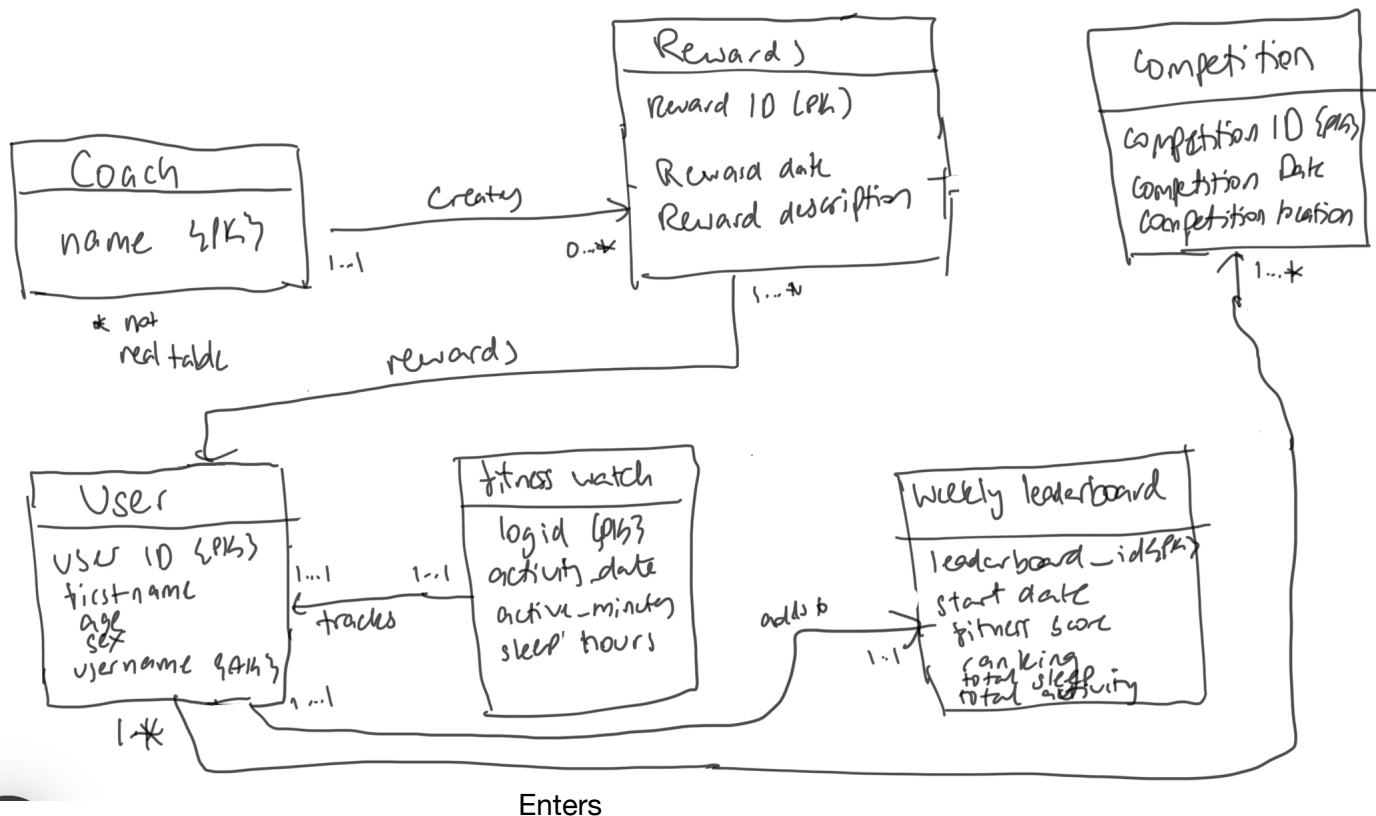 Coach
name {PK}
* not
real table
creates
1...1
0...*
Rewards
Reward ID (PK)
Reward date
Reward description
1...*
rewards
Competition
Competition ID {PK}
Competition Date
Competition location
1...*
User
User ID {PK}
firstname
age
sex
username {AK}
1...1
1...1
tracks
fitness watch
logid {PK}
activity_date
active_minutes
sleep hours
1...1
1-*
adds to
1...1
weekly leaderboard
leaderboard_id{PK}
start date
fitness score
ranking
total sleep
total activity
Enters